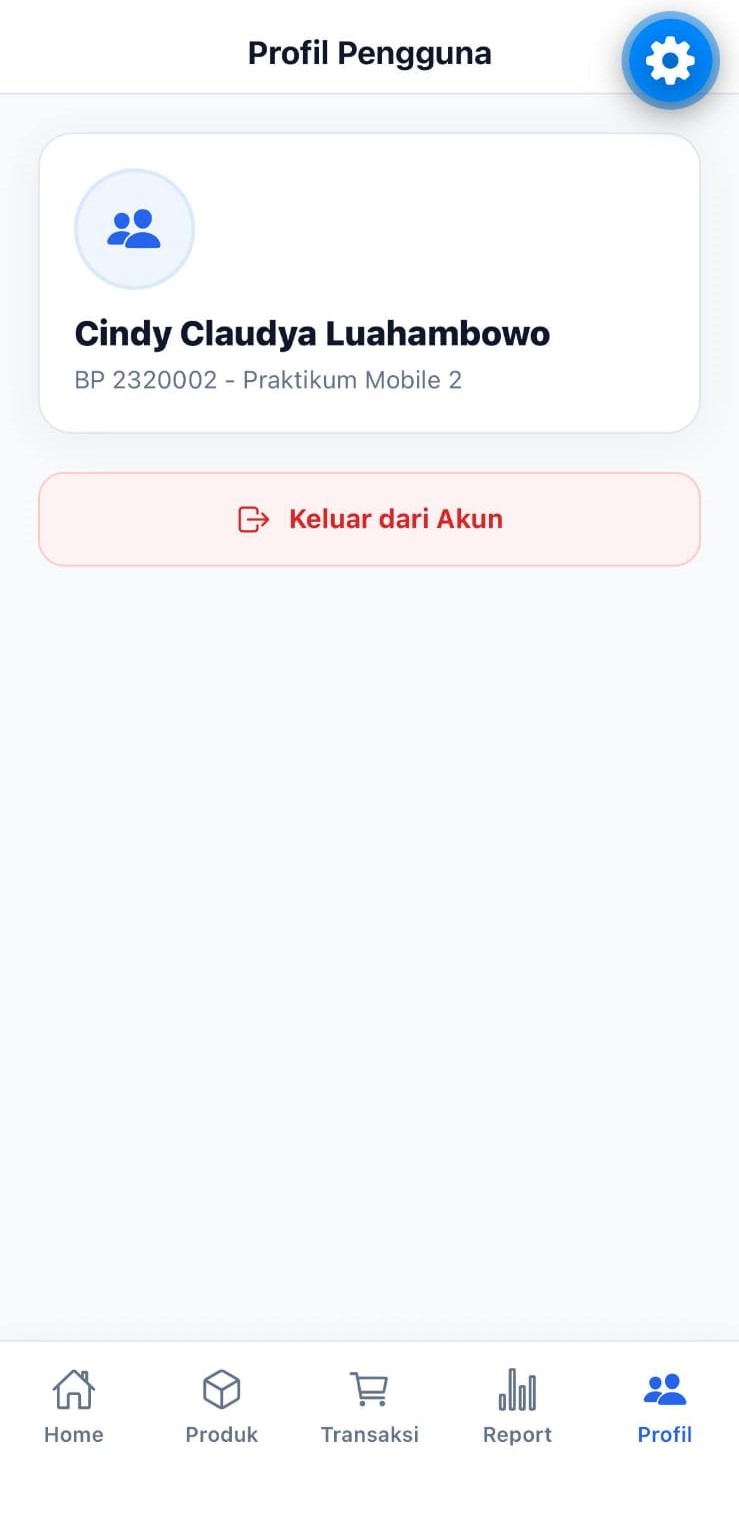 Profil Pengguna
Cindy Claudya Luahambowo
BP 2320002 - Praktikum Mobile 2
Keluar dari Akun
Home
Produk
Transaksi
Report
Profil